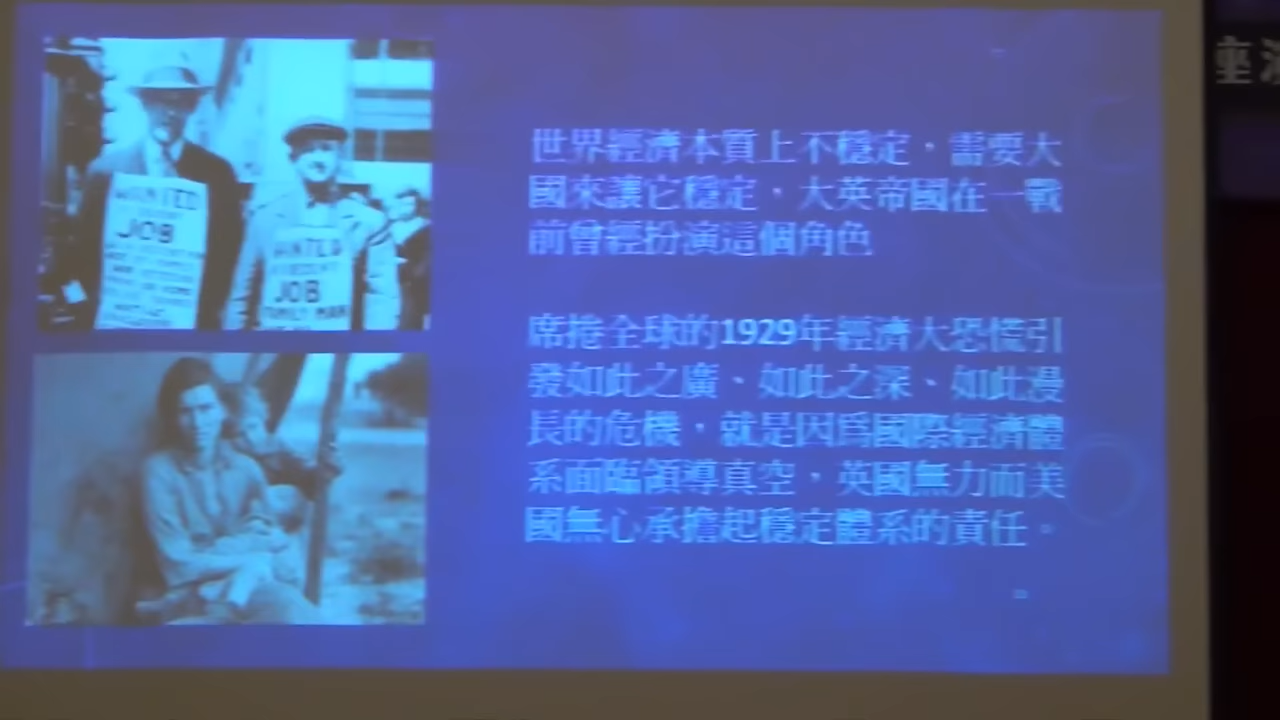 WANTED
JOB
WANTED
JOB
FAMILY MAN
世界經濟本質上不穩定,需要大
國來讓它穩定,大英帝國在一戰
前曾經扮演這個角色
席捲全球的1929年經濟大恐慌引
發如此之廣、如此之深、如此漫
長的危機,就是因為國際經濟體
系面臨領導真空,英國無力而美
國無心承擔起穩定體系的責任。
座